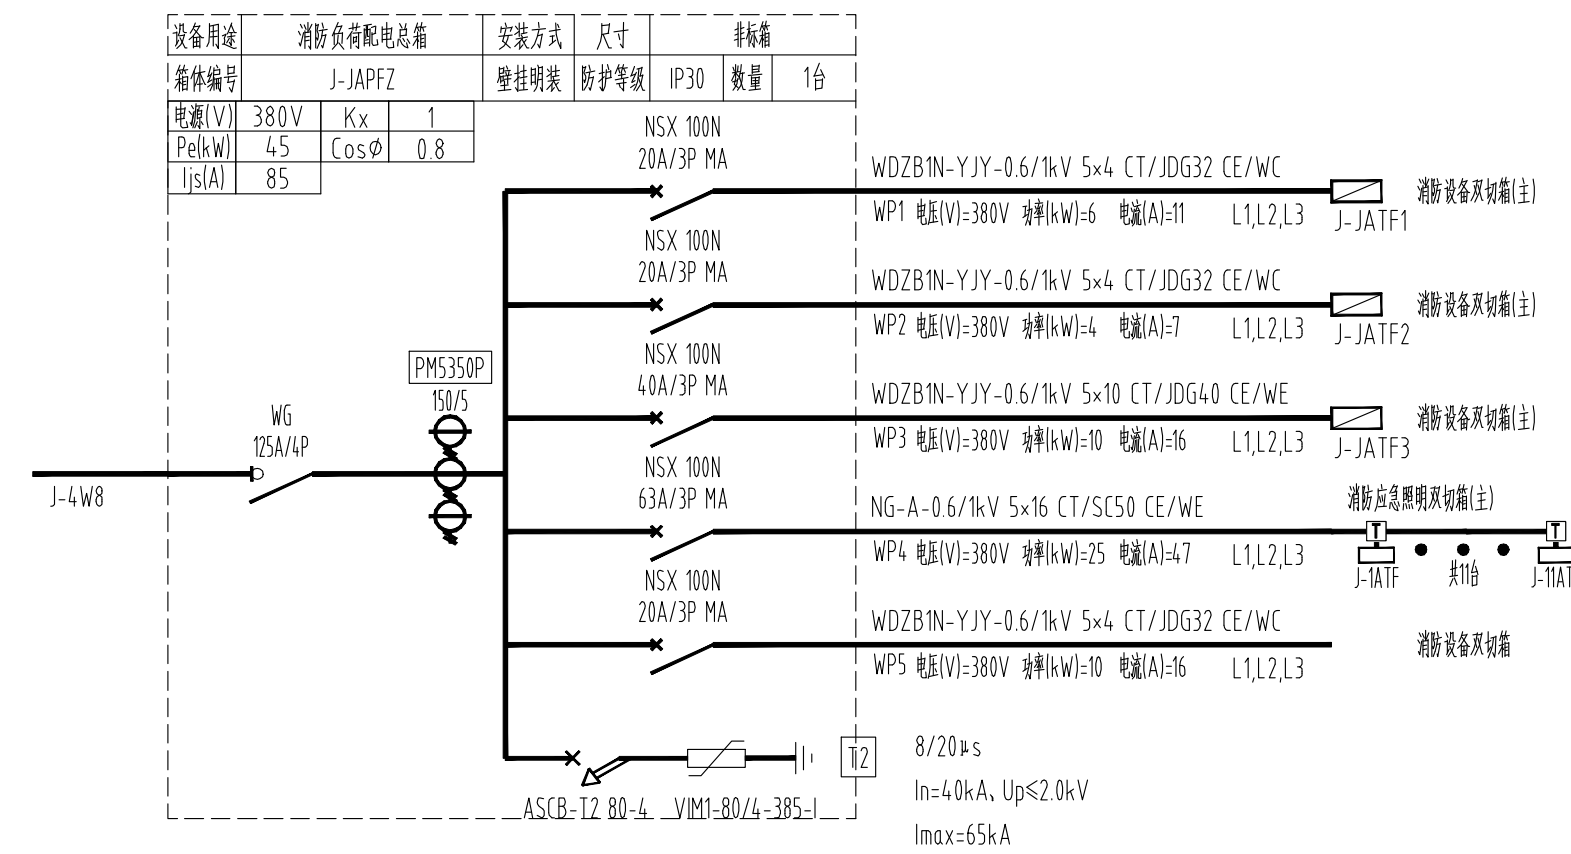 设备用途 消防负荷配电总箱 安装方式 尺寸 非标箱
箱体编号 J-JAPFZ 壁挂明装 防护等级 IP30 数量 1台
电源(V) 380V Kx 1
Pe(kW) 45 CosØ 0.8
Ijs(A) 85
NSX 100N
20A/3P MA
WDZB1N-YJY-0.6/1kV 5×4 CT/JDG32 CE/WC
WP1 电压(V)=380V 功率(kW)=6 电流(A)=11 L1,L2,L3
J-JATF1
消防设备双切箱(主)
NSX 100N
20A/3P MA
WDZB1N-YJY-0.6/1kV 5×4 CT/JDG32 CE/WC
WP2 电压(V)=380V 功率(kW)=4 电流(A)=7 L1,L2,L3
J-JATF2
消防设备双切箱(主)
NSX 100N
40A/3P MA
WDZB1N-YJY-0.6/1kV 5×10 CT/JDG40 CE/WE
WP3 电压(V)=380V 功率(kW)=10 电流(A)=16 L1,L2,L3
J-JATF3
消防设备双切箱(主)
PM5350P
150/5
WG
125A/4P
J-4W8
NSX 100N
63A/3P MA
NG-A-0.6/1kV 5×16 CT/SC50 CE/WE
WP4 电压(V)=380V 功率(kW)=25 电流(A)=47 L1,L2,L3
消防应急照明双切箱(主)
T T
J-1ATF 共11台 J-11AT
NSX 100N
20A/3P MA
WDZB1N-YJY-0.6/1kV 5×4 CT/JDG32 CE/WC
WP5 电压(V)=380V 功率(kW)=10 电流(A)=16 L1,L2,L3
消防设备双切箱
T2
ASCB-T2 80-4 VJM1-80/4-385-I
8/20μs
In=40kA、Up≤2.0kV
Imax=65kA